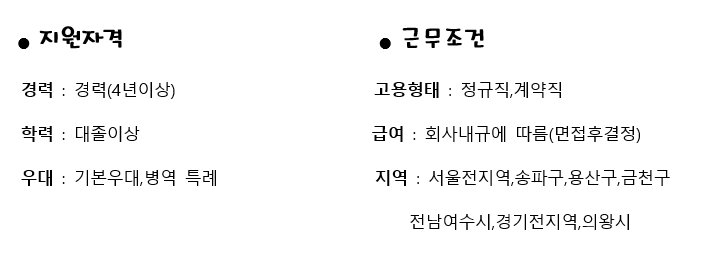 ● 지원자격
경력 : 경력(4년이상)
학력 : 대졸이상
우대 : 기본우대,병역 특례
● 근무조건
고용형태 : 정규직,계약직
급여 : 회사내규에 따름(면접후결정)
지역 : 서울전지역,송파구,용산구,금천구
전남여수시,경기전지역,의왕시